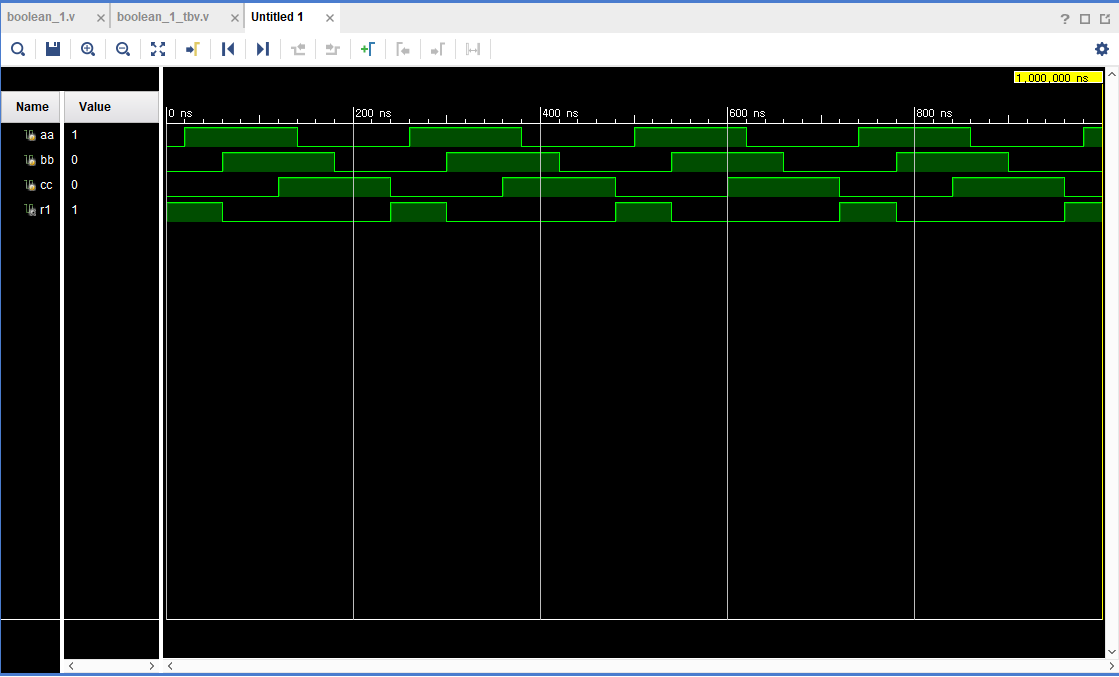 boolean_1.v × boolean_1_tbv.v × Untitled 1 ×
1,000,000 ns
Name Value
0 ns 200 ns 400 ns 600 ns 800 ns
aa 1
bb 0
cc 0
r1 1